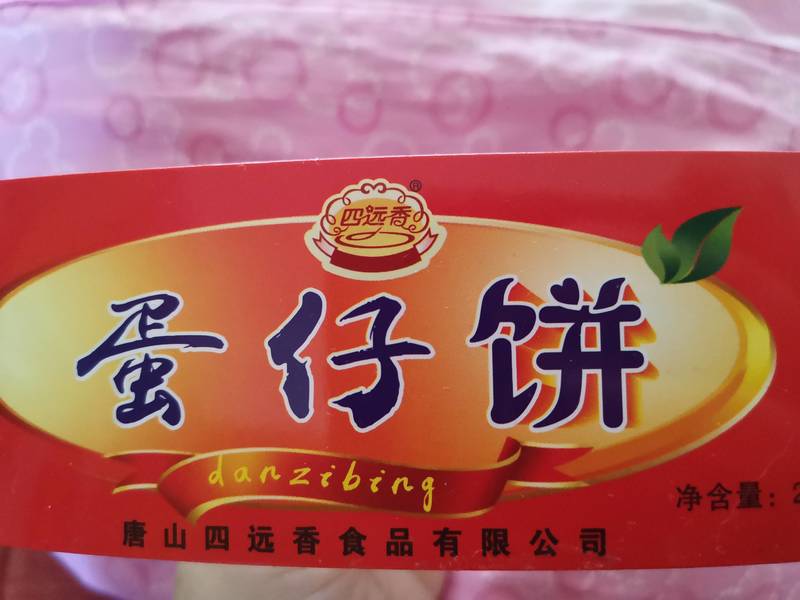 四远香®
蛋仔饼
danzibing
净含量：2
唐山四远香食品有限公司